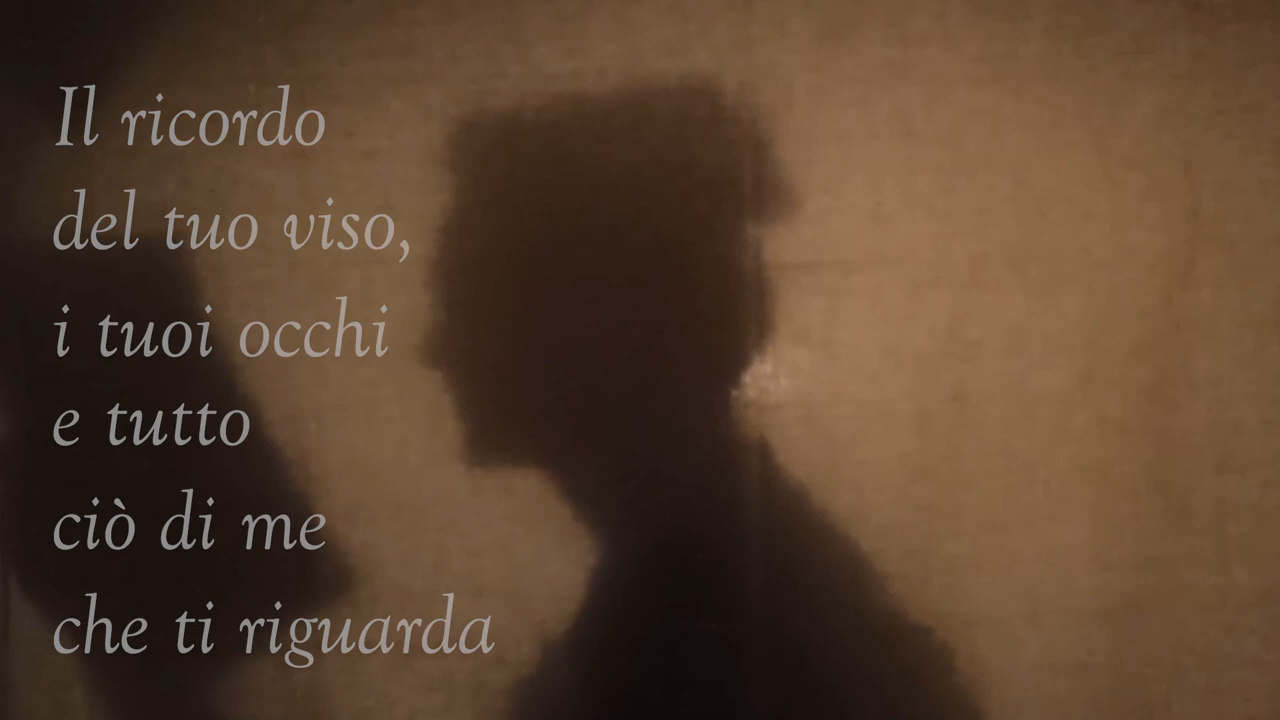 Il ricordo
del tuo viso,
i tuoi occhi
e tutto
ciò di me
che ti riguarda